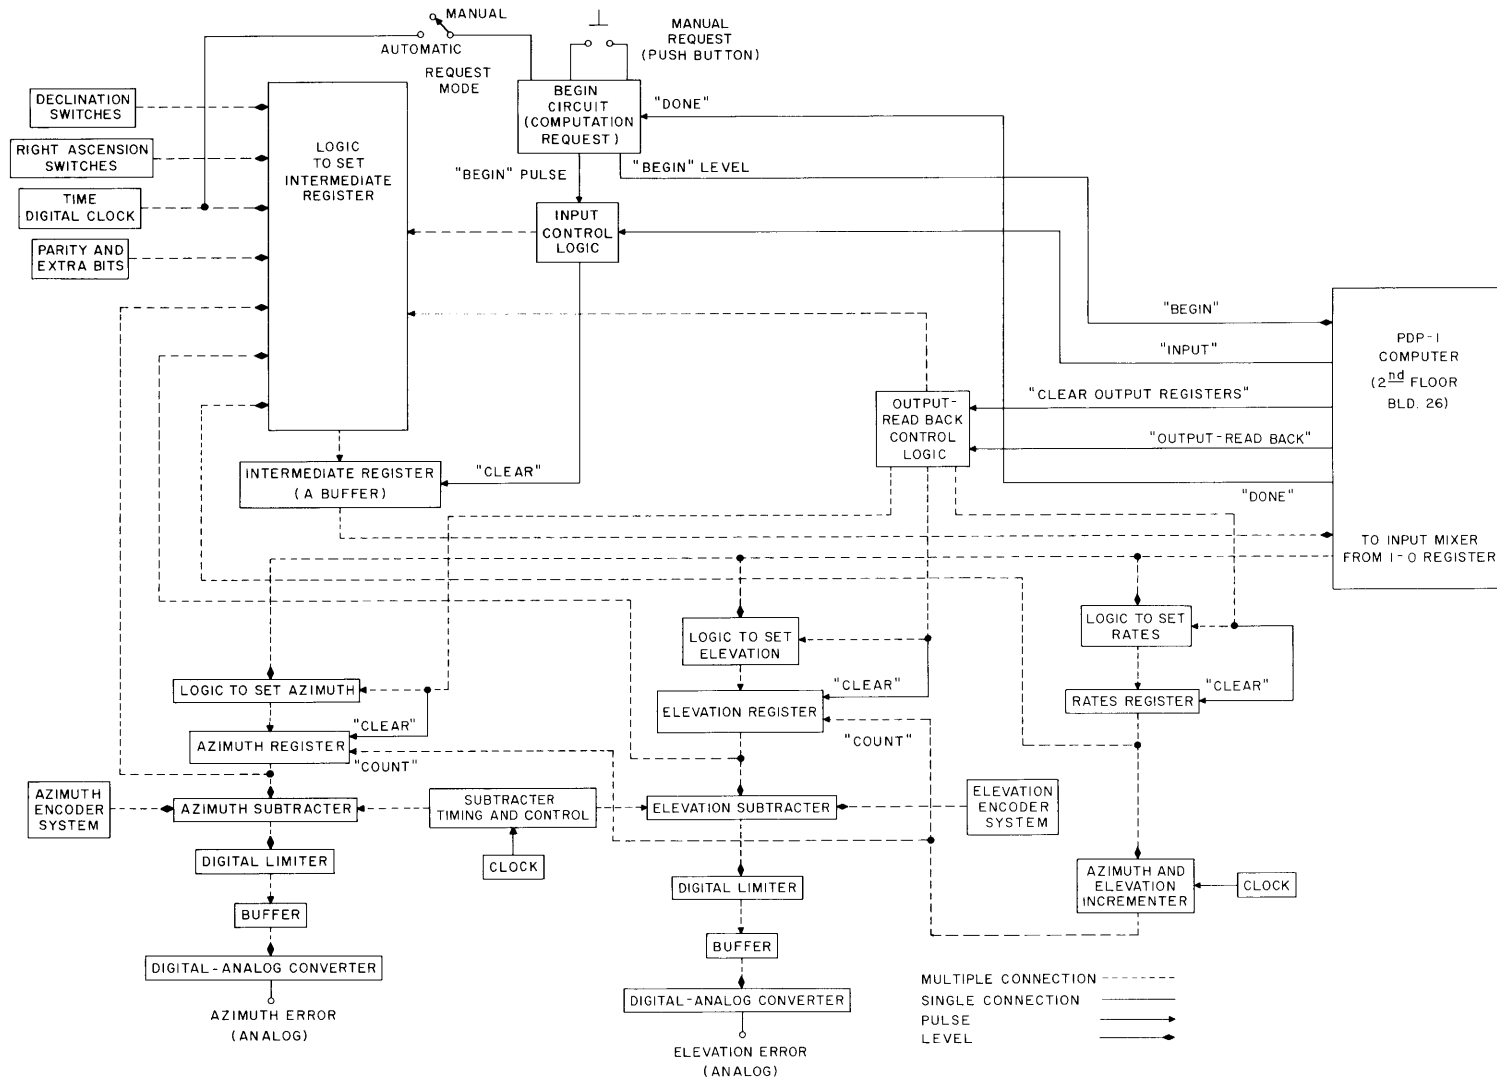 MANUAL
AUTOMATIC
REQUEST
MODE
MANUAL
REQUEST
(PUSH BUTTON)
DECLINATION
SWITCHES
RIGHT ASCENSION
SWITCHES
TIME
DIGITAL CLOCK
PARITY AND
EXTRA BITS
LOGIC
TO SET
INTERMEDIATE
REGISTER
BEGIN
CIRCUIT
(COMPUTATION
REQUEST)
"DONE"
"BEGIN" PULSE
"BEGIN" LEVEL
INPUT
CONTROL
LOGIC
"BEGIN"
"INPUT"
"CLEAR OUTPUT REGISTERS"
"OUTPUT-READ BACK"
"DONE"
PDP-1
COMPUTER
(2nd FLOOR
BLD. 26)
TO INPUT MIXER
FROM I-O REGISTER
OUTPUT-
READ BACK
CONTROL
LOGIC
INTERMEDIATE REGISTER
(A BUFFER)
"CLEAR"
LOGIC TO SET
RATES
LOGIC TO SET
ELEVATION
LOGIC TO SET AZIMUTH
"CLEAR"
"CLEAR"
RATES REGISTER
ELEVATION REGISTER
"CLEAR"
AZIMUTH REGISTER
"COUNT"
"COUNT"
AZIMUTH
ENCODER
SYSTEM
AZIMUTH SUBTRACTER
SUBTRACTER
TIMING AND CONTROL
ELEVATION SUBTRACTER
ELEVATION
ENCODER
SYSTEM
CLOCK
DIGITAL LIMITER
DIGITAL LIMITER
AZIMUTH AND
ELEVATION
INCREMENTER
CLOCK
BUFFER
BUFFER
DIGITAL-ANALOG CONVERTER
DIGITAL-ANALOG CONVERTER
AZIMUTH ERROR
(ANALOG)
ELEVATION ERROR
(ANALOG)
MULTIPLE CONNECTION
SINGLE CONNECTION
PULSE
LEVEL